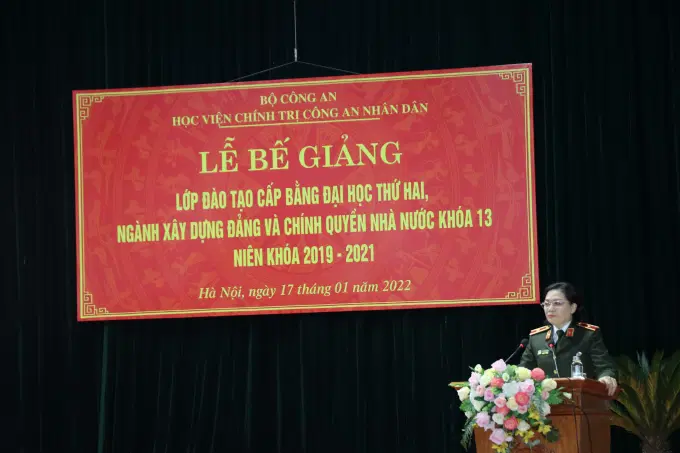 BỘ CÔNG AN
HỌC VIỆN CHÍNH TRỊ CÔNG AN NHÂN DÂN
LỄ BẾ GIẢNG
LỚP ĐÀO TẠO CẤP BẰNG ĐẠI HỌC THỨ HAI,
NGÀNH XÂY DỰNG ĐẢNG VÀ CHÍNH QUYỀN NHÀ NƯỚC KHÓA 13
NIÊN KHÓA 2019 - 2021
Hà Nội, ngày 17 tháng 01 năm 2022